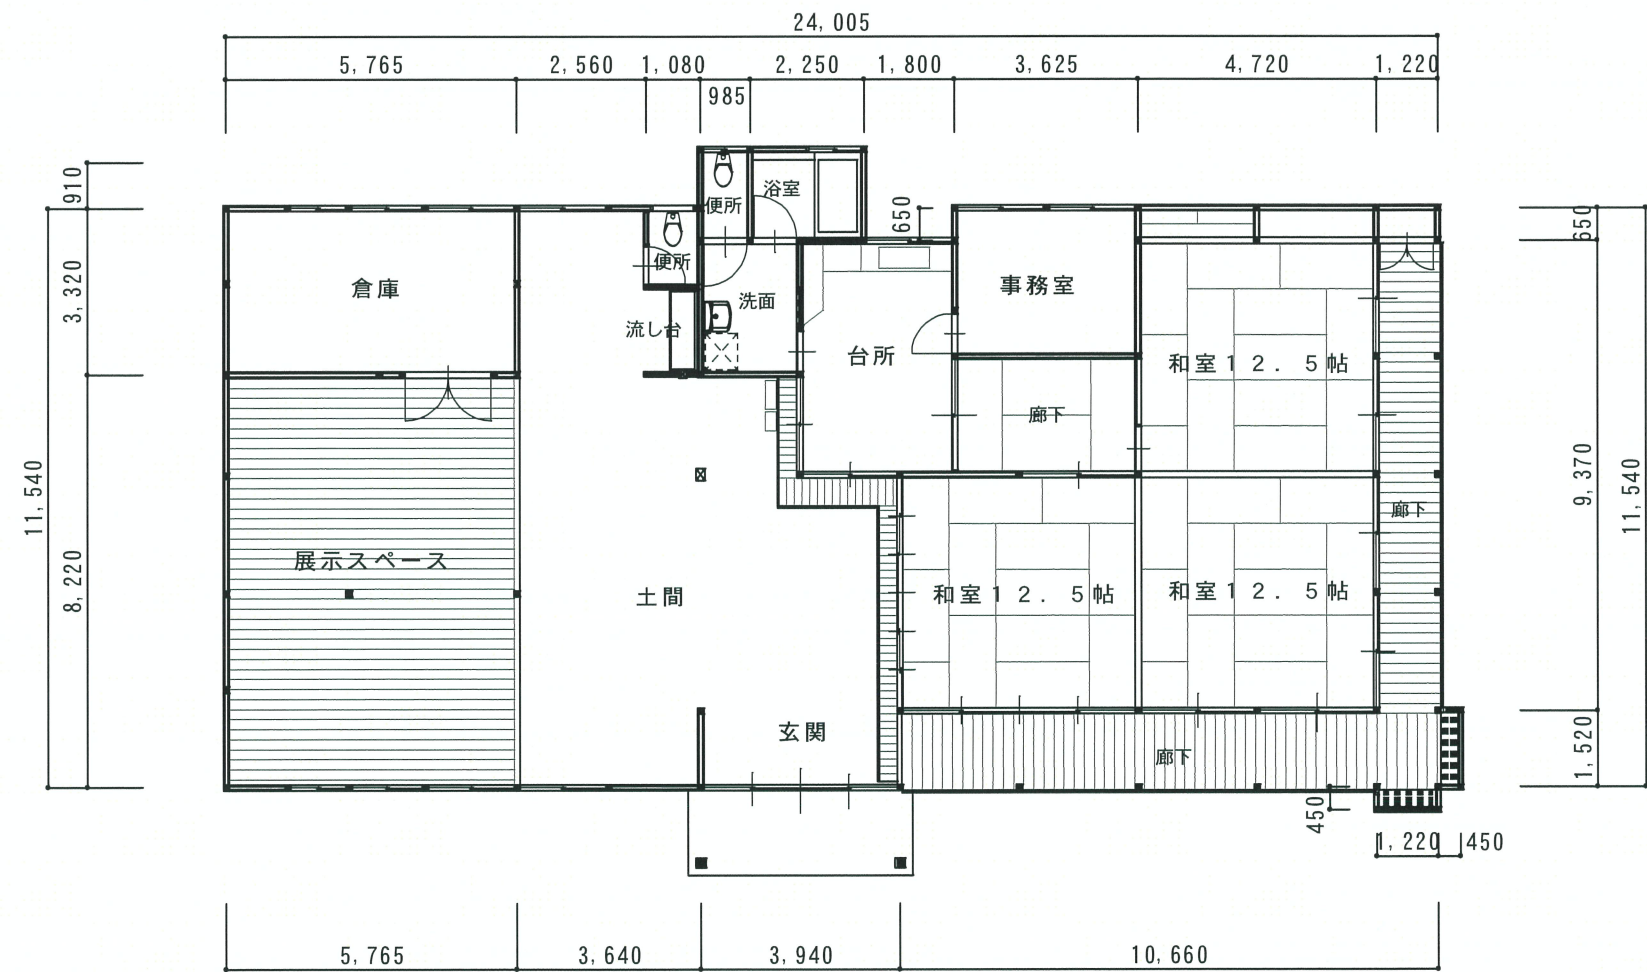 24,005
5,765
2,560
1,080
2,250
1,800
3,625
4,720
1,220
985
910
3,320
11,540
8,220
650
650
9,370
11,540
1,520
便所
浴室
便所
倉庫
洗面
事務室
流し台
台所
和室12.5帖
廊下
廊下
展示スペース
土間
和室12.5帖
和室12.5帖
玄関
廊下
450
1,220
450
5,765
3,640
3,940
10,660